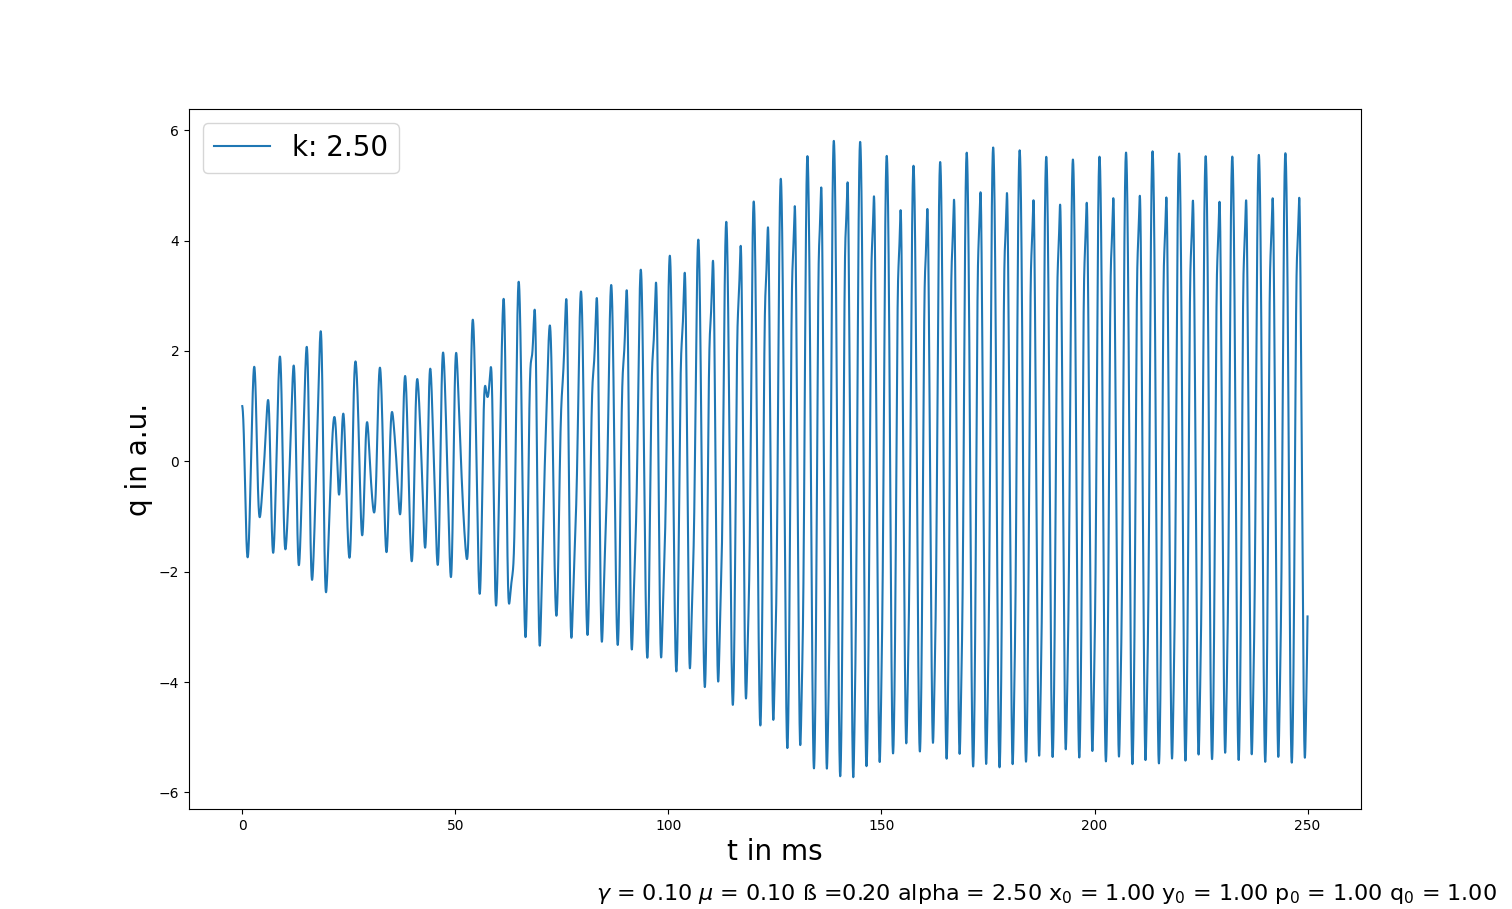 k: 2.50
6
4
2
0
−2
−4
−6
q in a.u.
0 50 100 150 200 250
t in ms
γ = 0.10 μ = 0.10 ß =0.20 alpha = 2.50 x₀ = 1.00 y₀ = 1.00 p₀ = 1.00 q₀ = 1.00